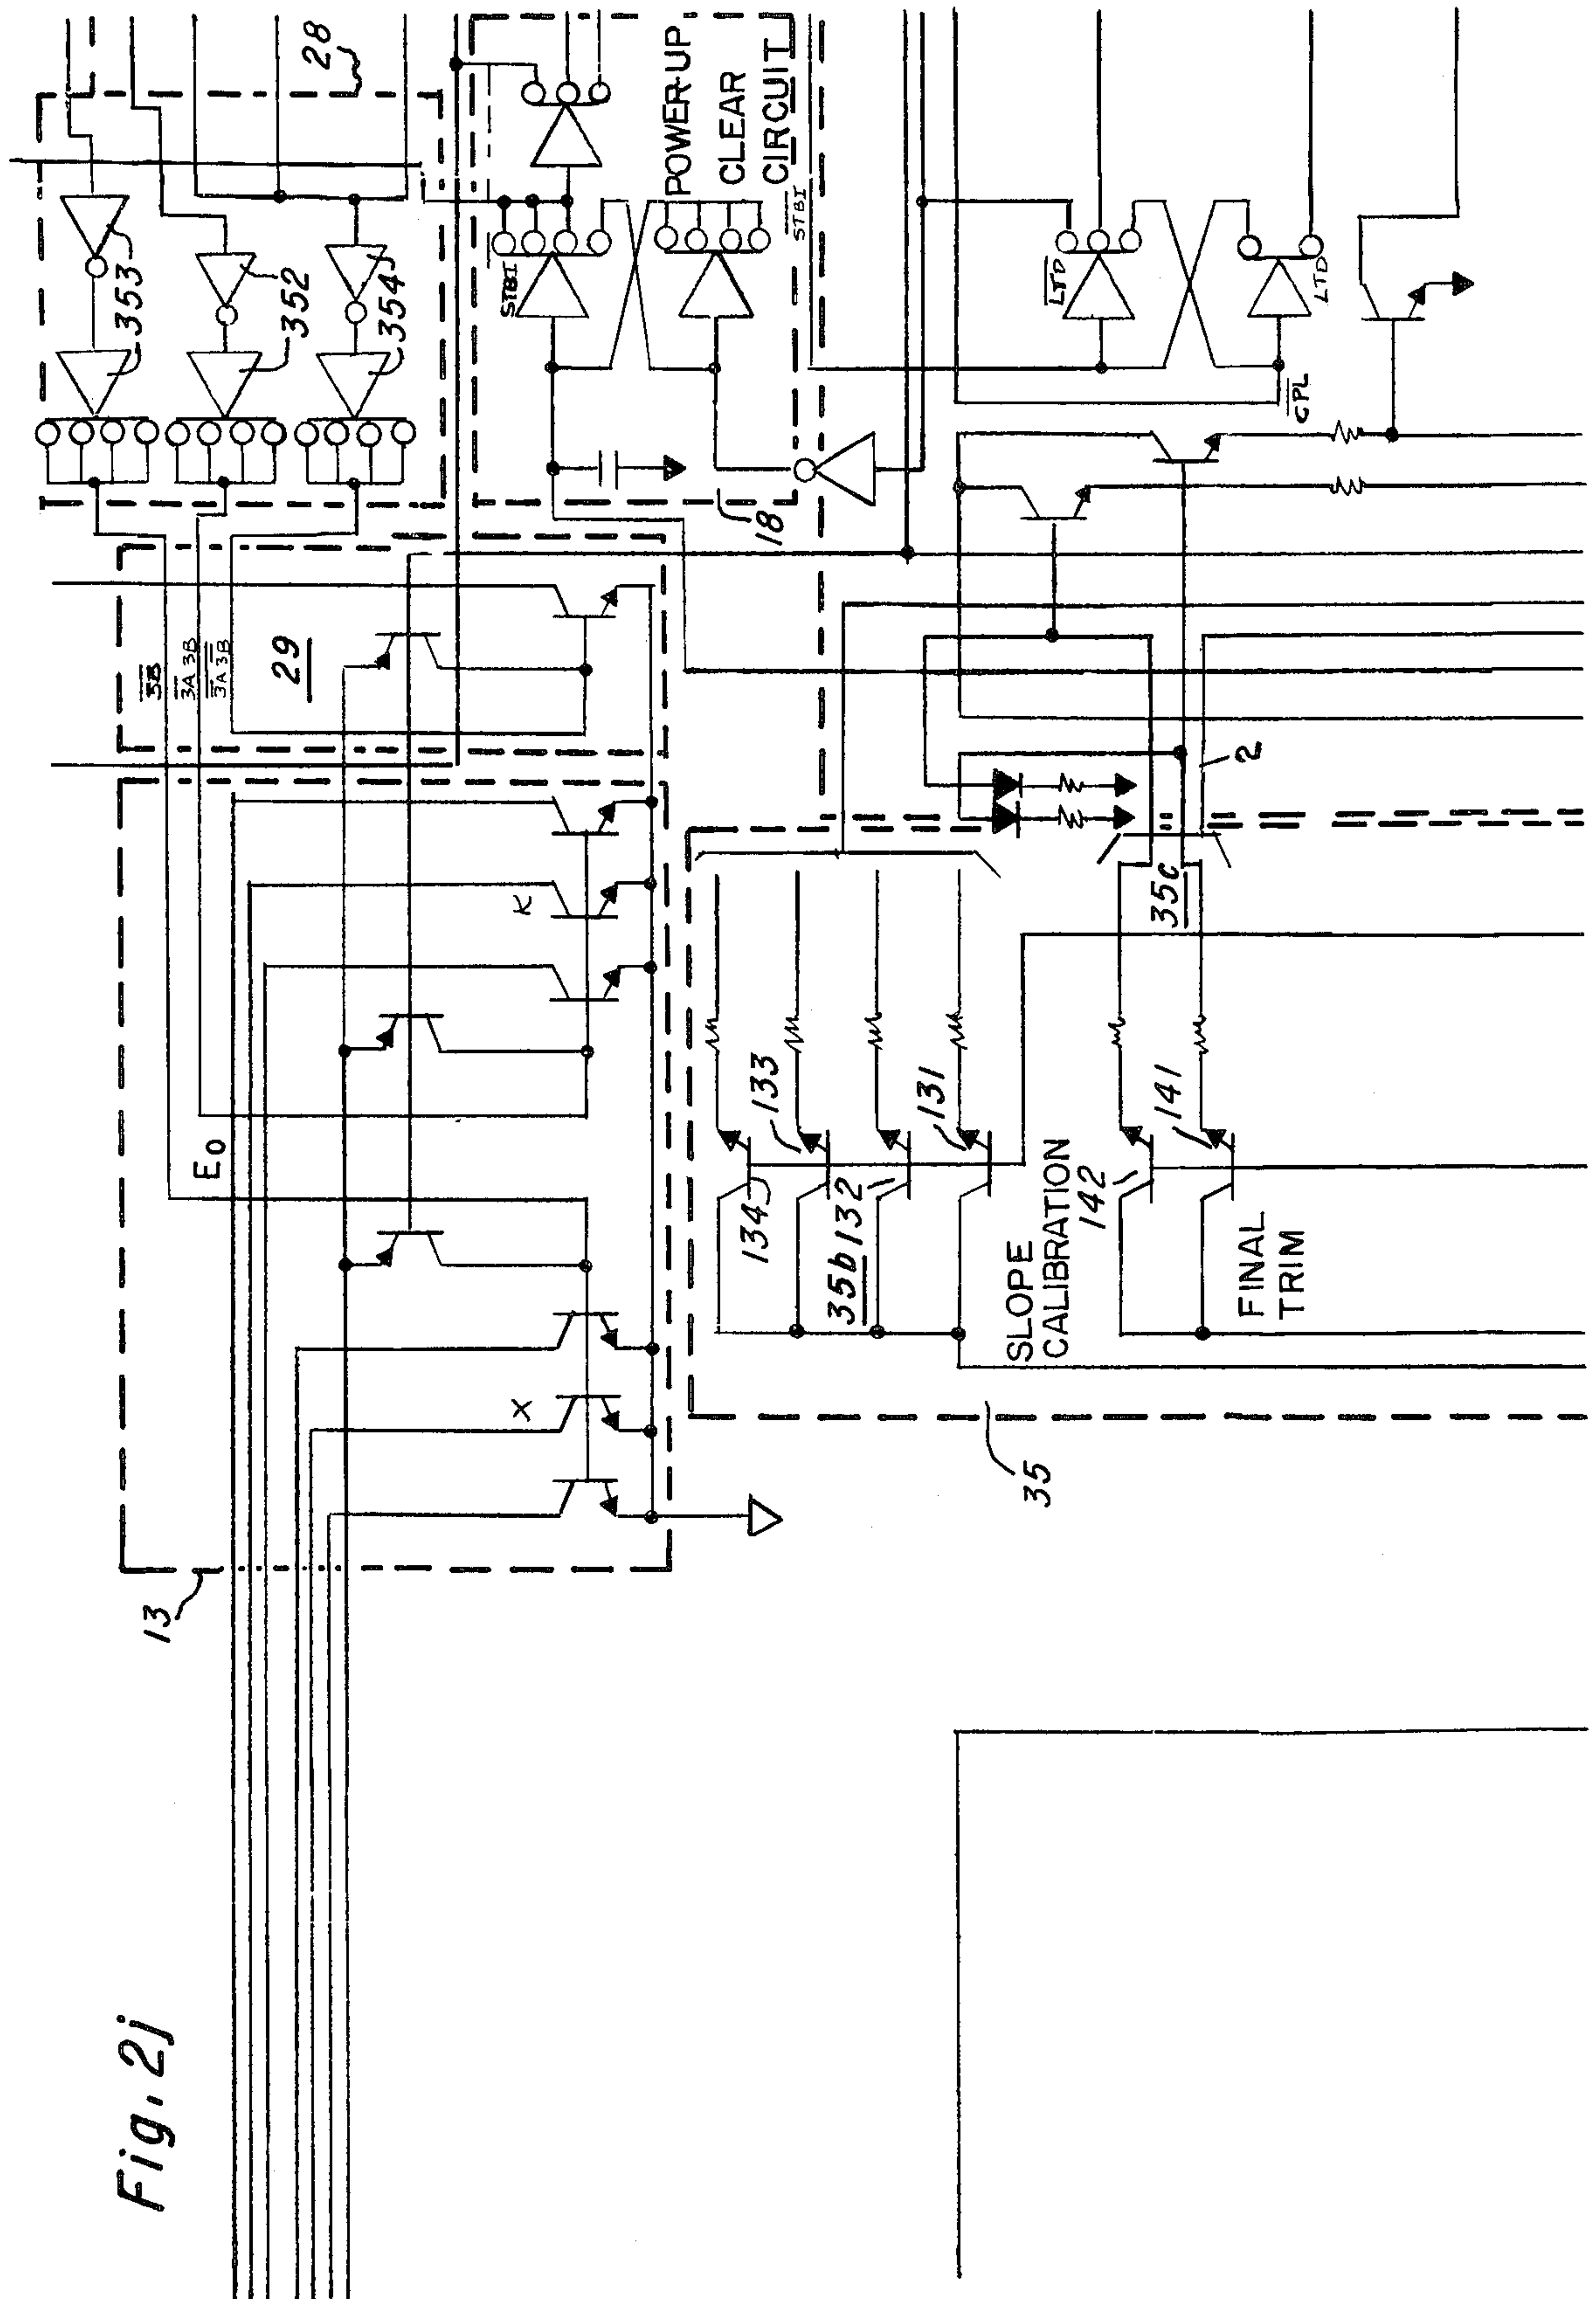 Fig. 2j
13
28
353
352
354
3B
3A 3B
3A 3B
29
E0
K
X
STBI
POWER-UP
CLEAR
CIRCUIT
STBI
18
LTD
LTD
CPL
2
35c
133
131
134
132
35b
SLOPE
CALIBRATION
141
142
FINAL
TRIM
35